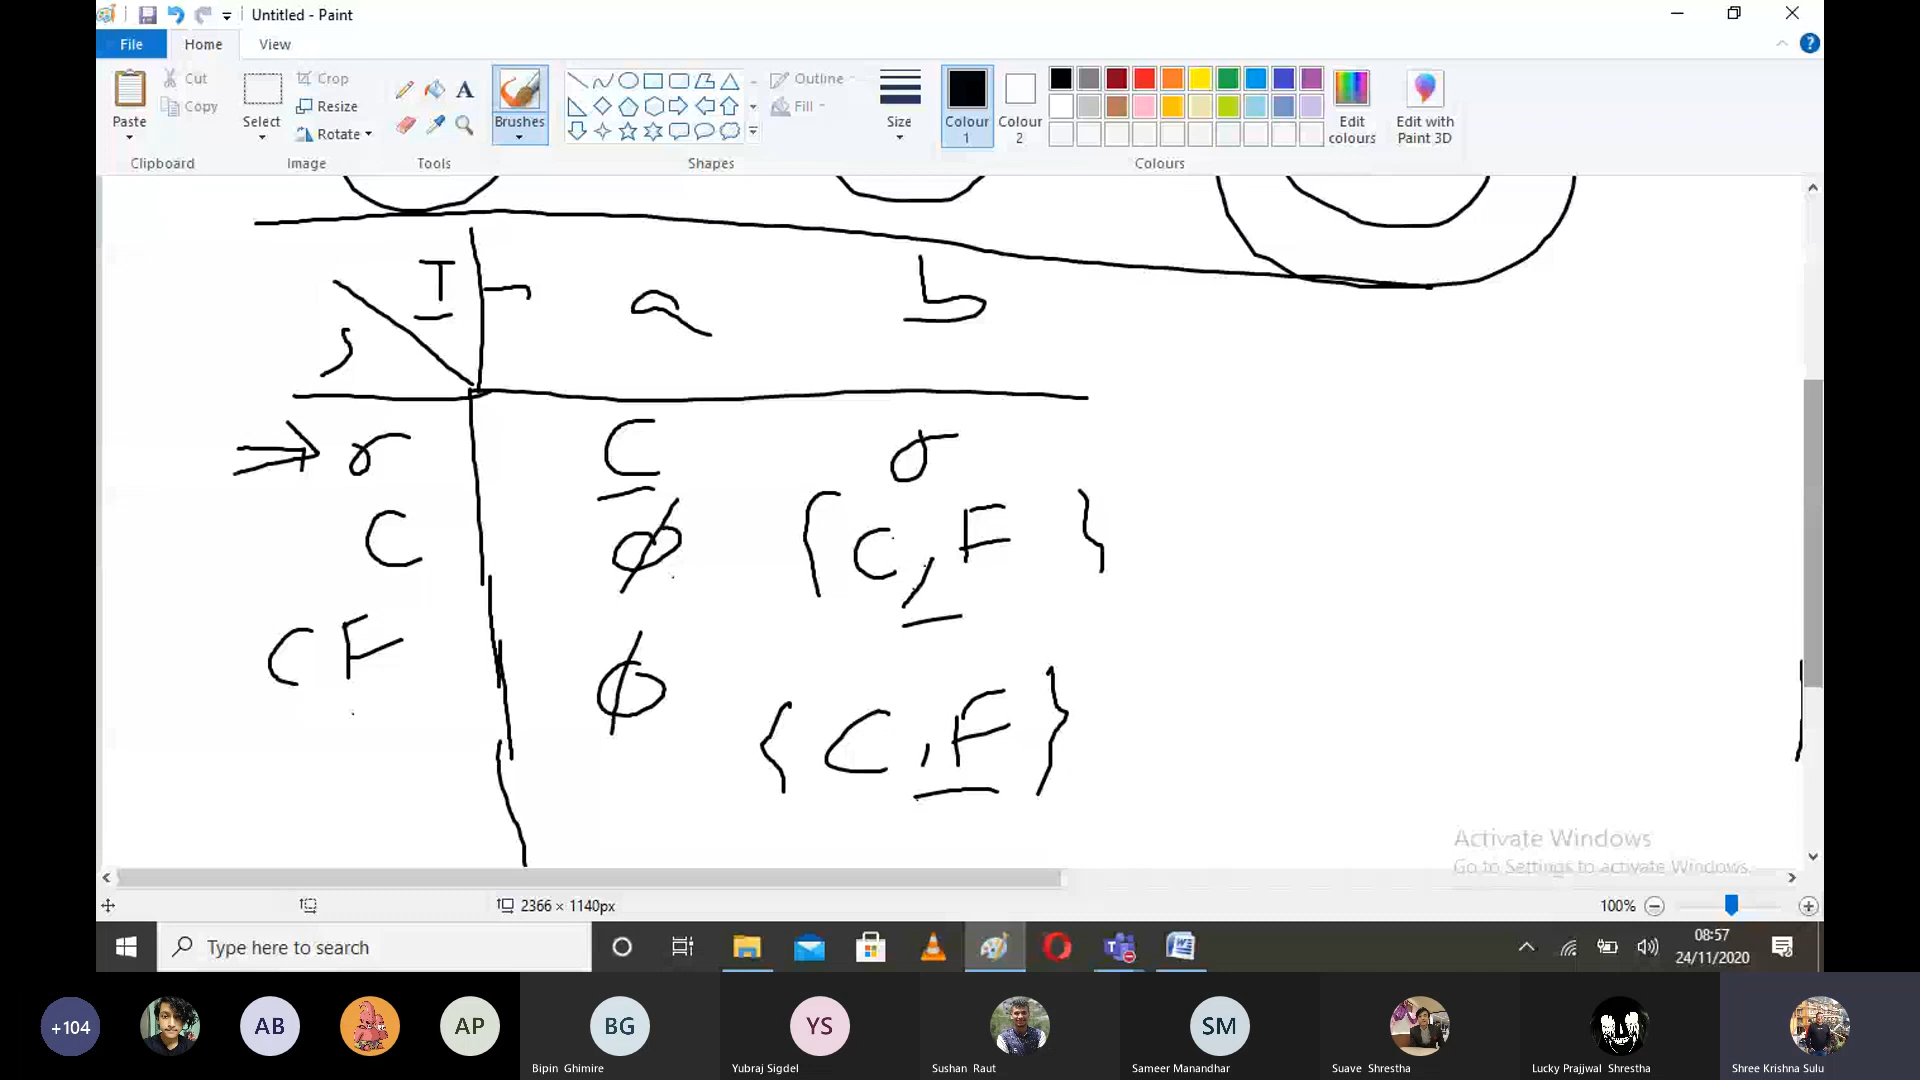 Untitled - Paint
File Home View
Paste Cut Copy Select Crop Resize Rotate Brushes Outline Fill Size Colour 1 Colour 2 Edit colours Edit with Paint 3D
Clipboard Image Tools Shapes Colours
I a b
s
C
C ϕ { C, F }
C F ϕ { C, F }
Activate Windows
Go to Settings to activate Windows.
2366 × 1140px 100%
Type here to search
08:57
24/11/2020
+104 AB AP BG YS SM
Bipin Ghimire Yubraj Sigdel Sushan Raut Sameer Manandhar Suave Shrestha Lucky Prajjwal Shrestha Shree Krishna Sulu